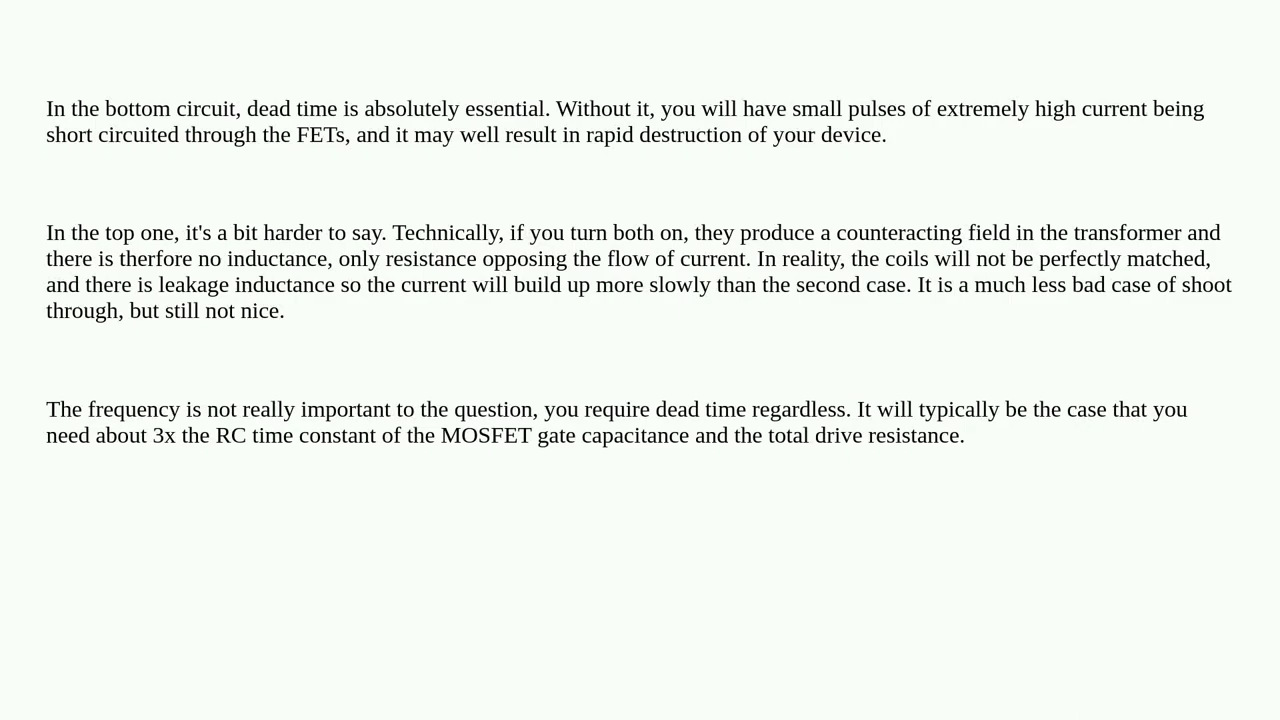 In the bottom circuit, dead time is absolutely essential. Without it, you will have small pulses of extremely high current being
short circuited through the FETs, and it may well result in rapid destruction of your device.
In the top one, it's a bit harder to say. Technically, if you turn both on, they produce a counteracting field in the transformer and
there is therfore no inductance, only resistance opposing the flow of current. In reality, the coils will not be perfectly matched,
and there is leakage inductance so the current will build up more slowly than the second case. It is a much less bad case of shoot
through, but still not nice.
The frequency is not really important to the question, you require dead time regardless. It will typically be the case that you
need about 3x the RC time constant of the MOSFET gate capacitance and the total drive resistance.